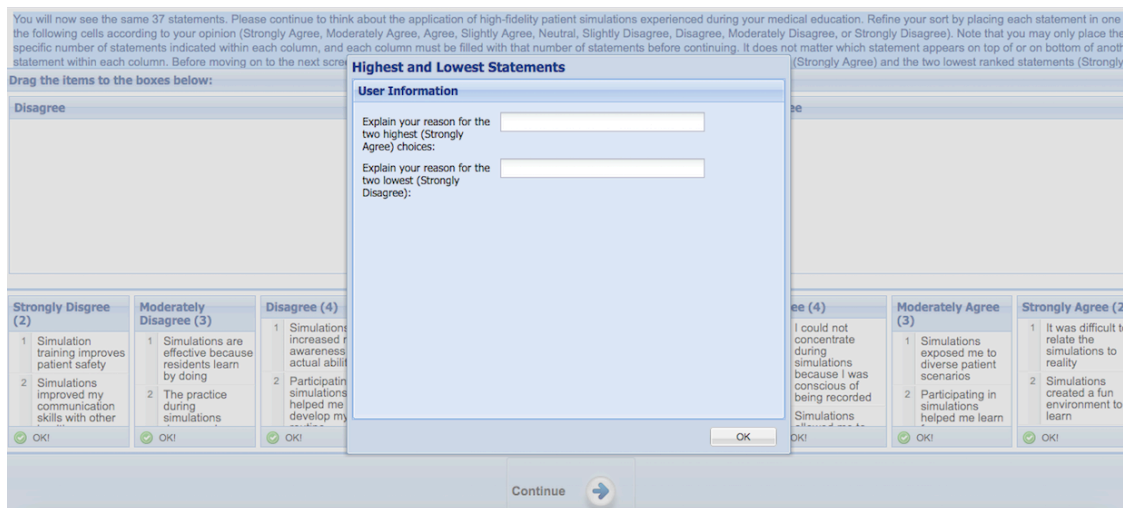 You will now see the same 37 statements. Please continue to think about the application of high-fidelity patient simulations experienced during your medical education. Refine your sort by placing each statement in one
the following cells according to your opinion (Strongly Agree, Moderately Agree, Agree, Slightly Agree, Neutral, Slightly Disagree, Disagree, Moderately Disagree, or Strongly Disagree). Note that you may only place the
specific number of statements indicated within each column, and each column must be filled with that number of statements before continuing. It does not matter which statement appears on top of or on bottom of anoth
statement within each column. Before moving on to the next scre
(Strongly Agree) and the two lowest ranked statements (Strongly
Drag the items to the boxes below:
Disagree
ee
Highest and Lowest Statements
User Information
Explain your reason for the
two highest (Strongly
Agree) choices:
Explain your reason for the
two lowest (Strongly
Disagree):
OK
Strongly Disgree
(2)
1 Simulation
training improves
patient safety
2 Simulations
improved my
communication
skills with other
OK!
Moderately
Disagree (3)
1 Simulations are
effective because
residents learn
by doing
2 The practice
during
simulations
OK!
Disagree (4)
1 Simulations
increased r
awareness
actual abilit
2 Participatin
simulations
helped me
develop my
OK!
ee (4)
I could not
concentrate
during
simulations
because I was
conscious of
being recorded
Simulations
OK!
Moderately Agree
(3)
1 Simulations
exposed me to
diverse patient
scenarios
2 Participating in
simulations
helped me learn
OK!
Strongly Agree (2
1 It was difficult t
relate the
simulations to
reality
2 Simulations
created a fun
environment to
learn
OK!
Continue